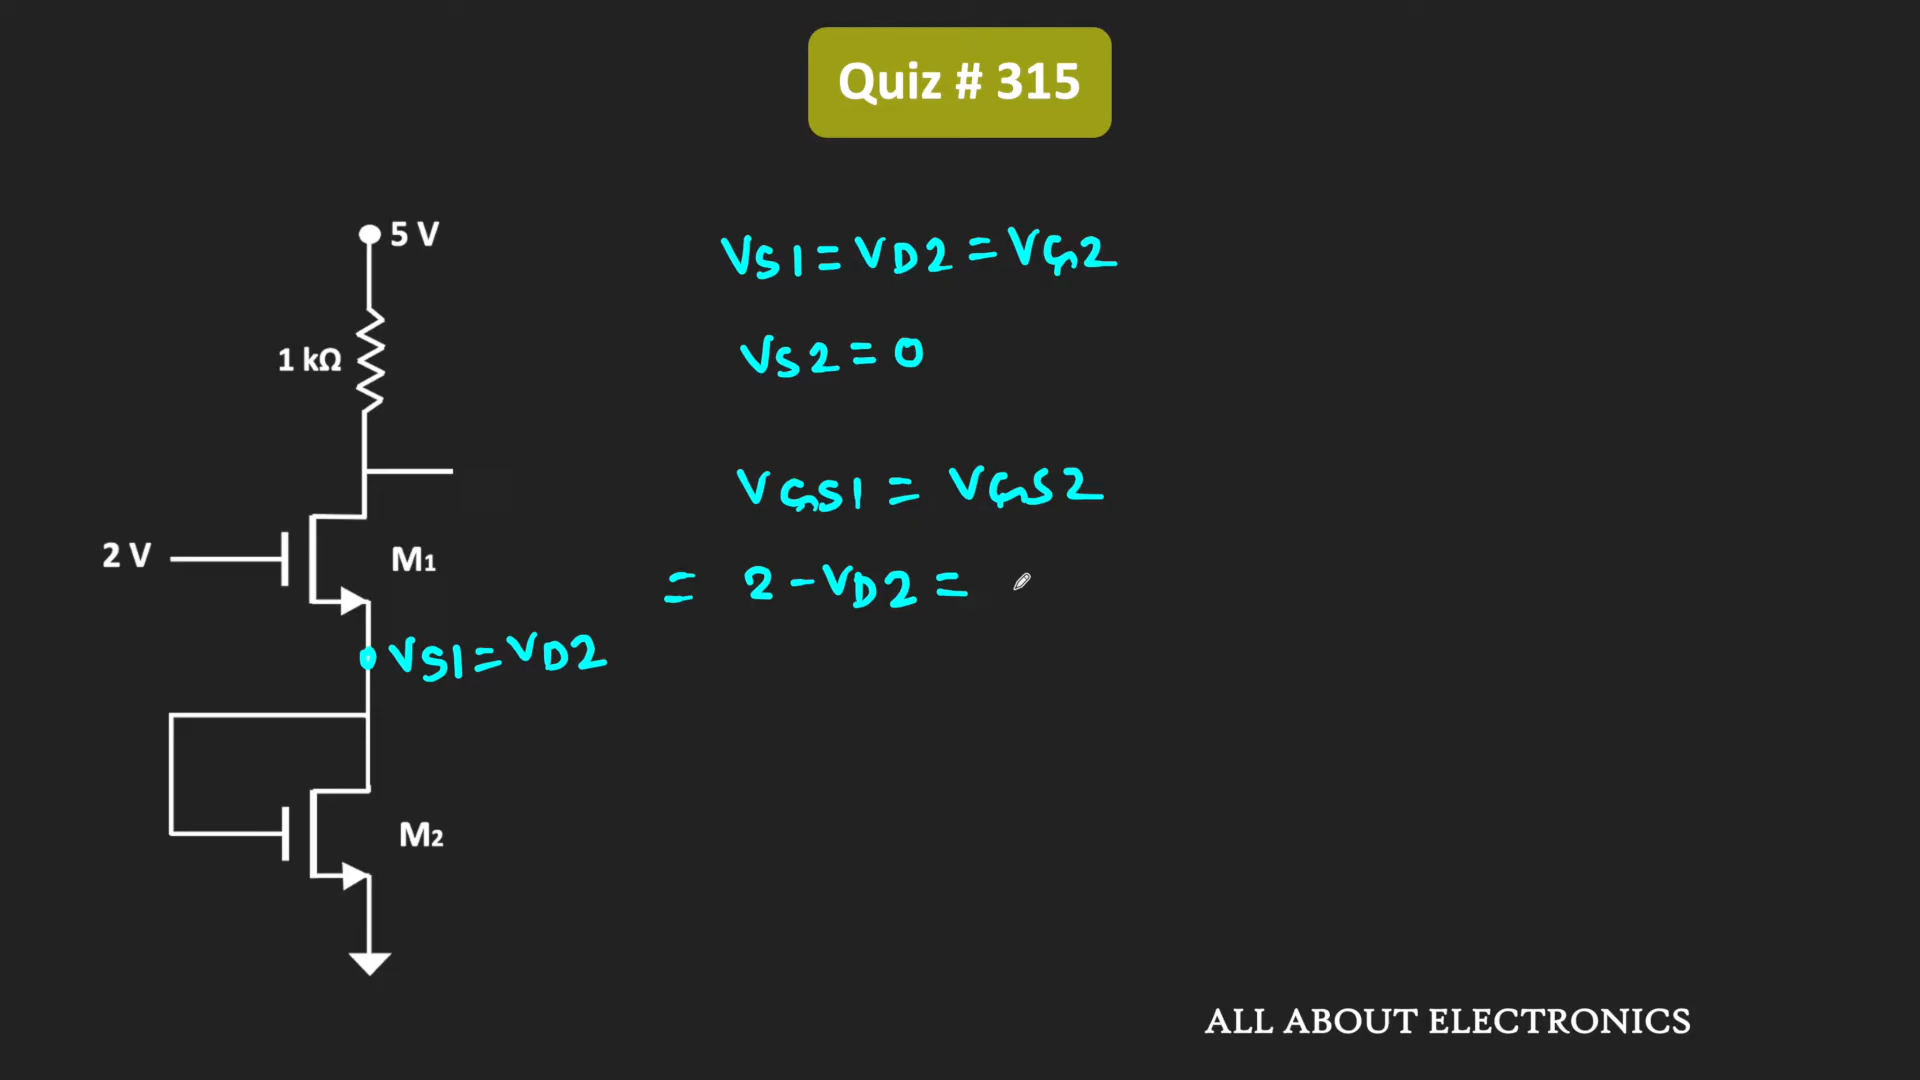 Quiz # 315
5 V
1 kΩ
2 V
M1
VS1=VD2
M2
VS1=VD2=VG2
VS2=0
VGS1=VGS2
= 2-VD2=
ALL ABOUT ELECTRONICS